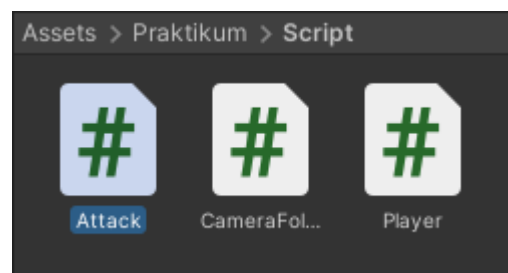 Assets > Praktikum > Script
# # #
Attack CameraFol... Player